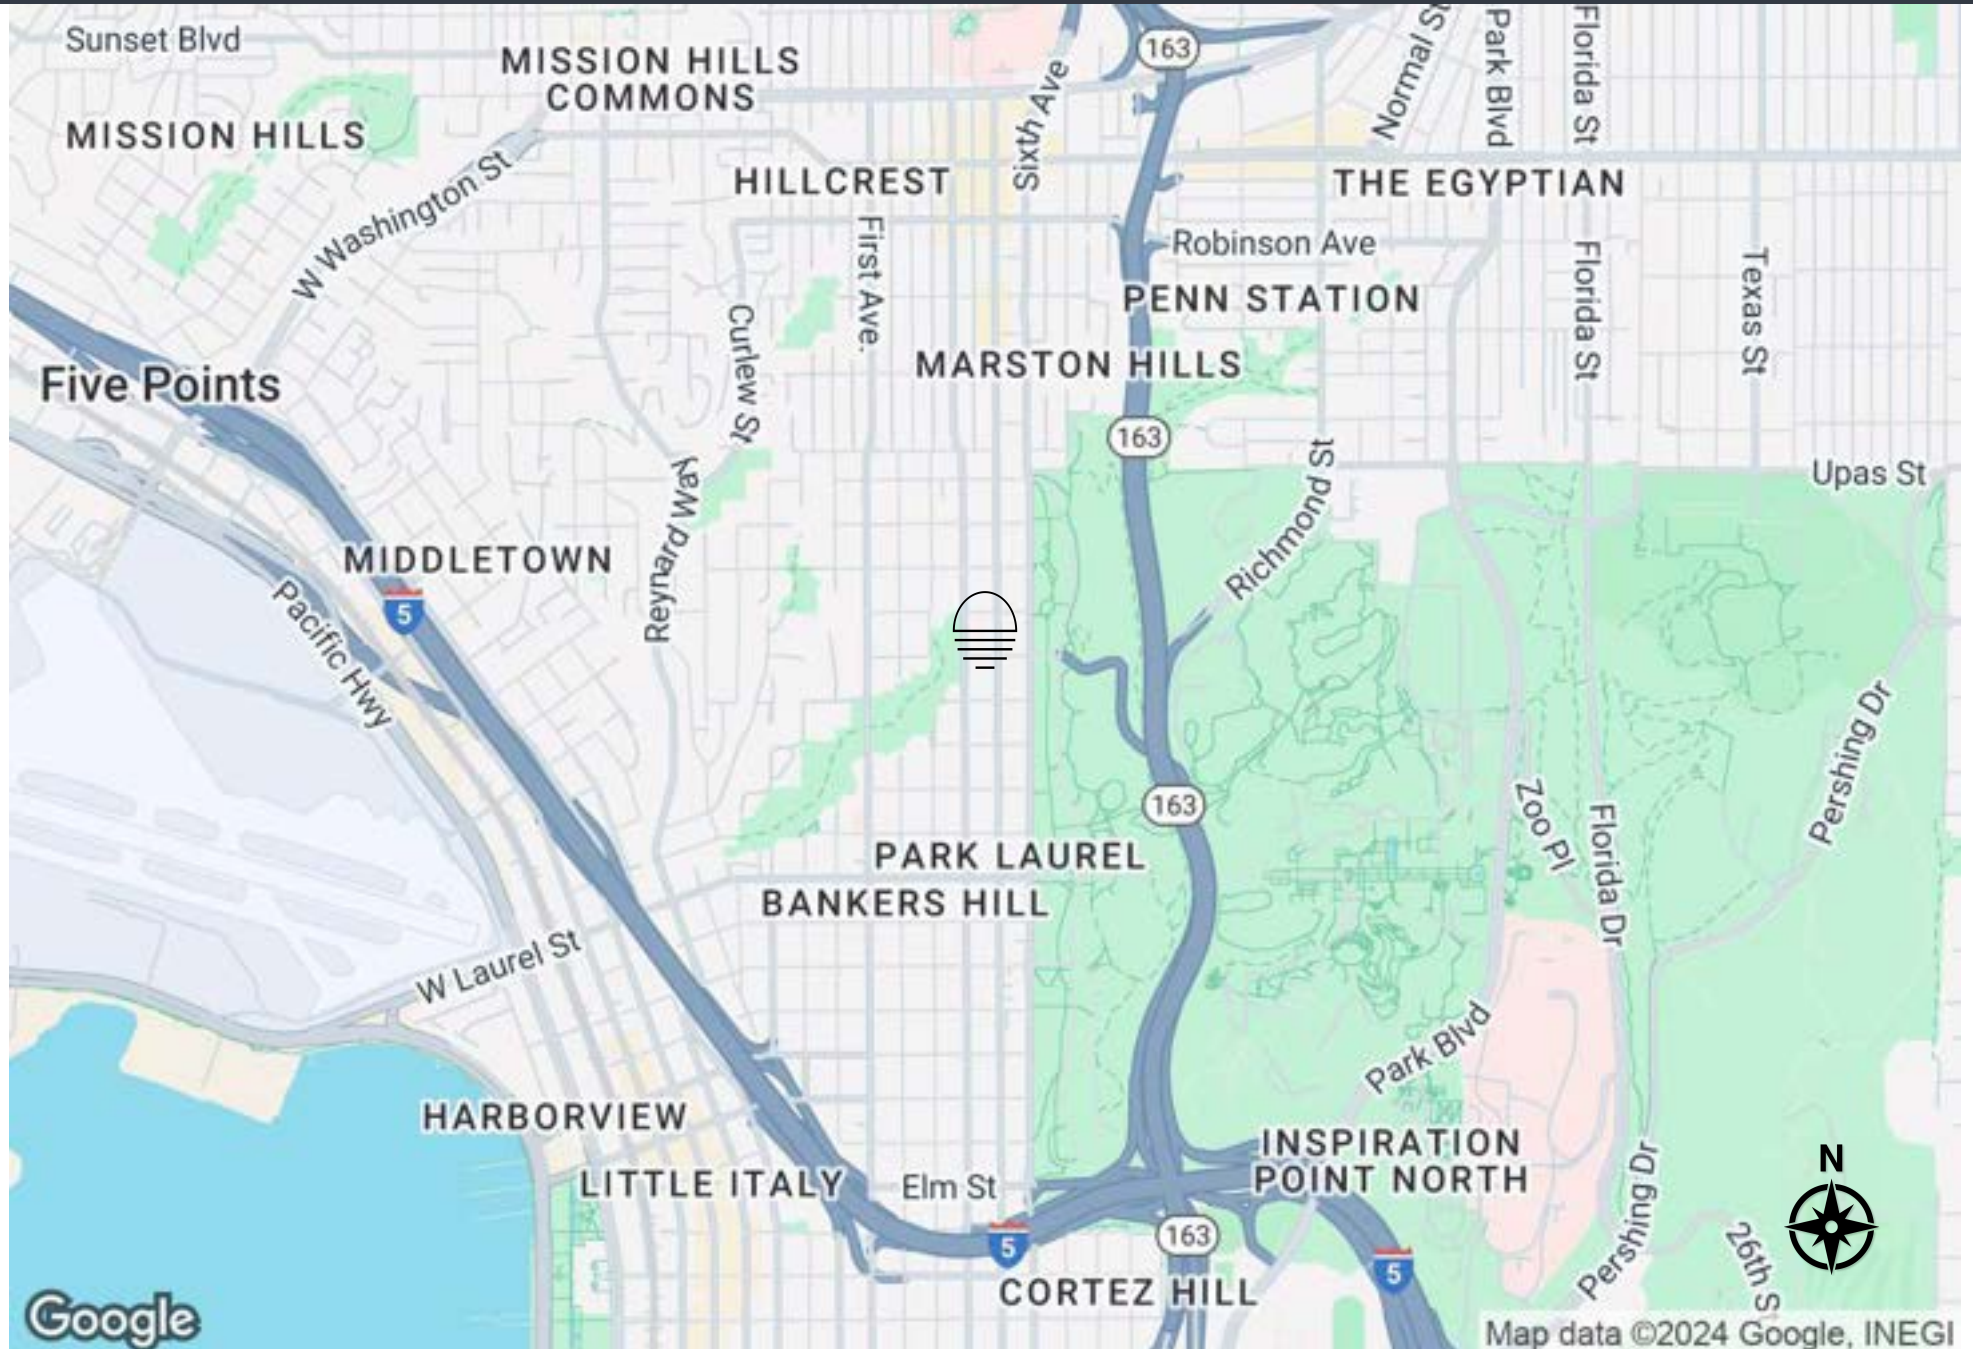 Sunset Blvd
MISSION HILLS
COMMONS
163
Sixth Ave
Normal St
Park Blvd
Florida St
MISSION HILLS
W Washington St
HILLCREST
THE EGYPTIAN
First Ave.
Robinson Ave
Florida St
Texas St
PENN STATION
Curlew St
MARSTON HILLS
Five Points
163
Richmond St
Upas St
Reynard Way
MIDDLETOWN
5
Pacific Hwy
163
Zoo Pl
Florida Dr
Pershing Dr
PARK LAUREL
BANKERS HILL
W Laurel St
Park Blvd
HARBORVIEW
INSPIRATION
POINT NORTH
N
LITTLE ITALY
Elm St
Pershing Dr
26th S
163
5
5
CORTEZ HILL
Google
Map data ©2024 Google, INEGI